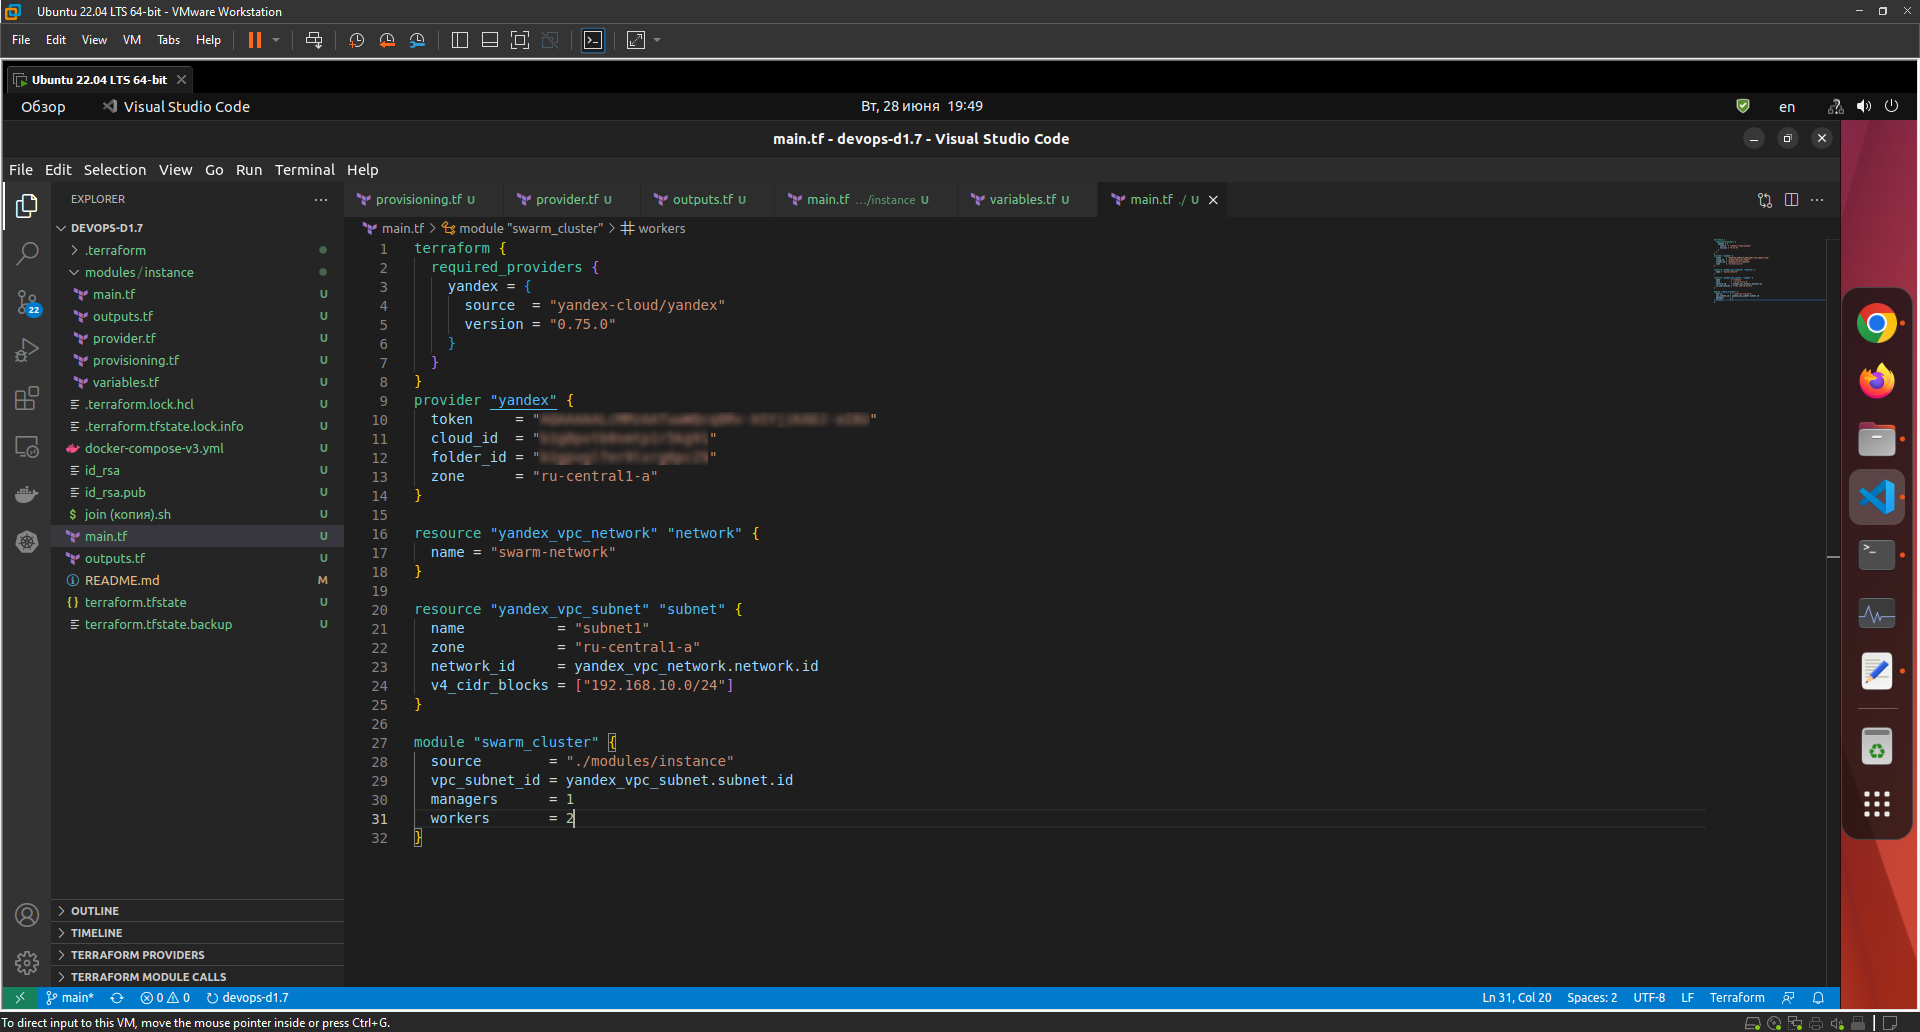 Ubuntu 22.04 LTS 64-bit - VMware Workstation
File Edit View VM Tabs Help
Ubuntu 22.04 LTS 64-bit
Обзор Visual Studio Code Вт, 28 июня 19:49 en
main.tf - devops-d1.7 - Visual Studio Code
File Edit Selection View Go Run Terminal Help
EXPLORER
DEVOPS-D1.7
.terraform
modules/instance
main.tf U
outputs.tf U
provider.tf U
provisioning.tf U
variables.tf U
.terraform.lock.hcl U
.terraform.tfstate.lock.info U
docker-compose-v3.yml U
id_rsa U
id_rsa.pub U
join (копия).sh U
main.tf U
outputs.tf U
README.md M
terraform.tfstate U
terraform.tfstate.backup U
22
OUTLINE
TIMELINE
TERRAFORM PROVIDERS
TERRAFORM MODULE CALLS
provisioning.tf U provider.tf U outputs.tf U main.tf .../instance U variables.tf U main.tf ./ U
main.tf > module "swarm_cluster" > workers
1 terraform {
2 required_providers {
3 yandex = {
4 source = "yandex-cloud/yandex"
5 version = "0.75.0"
6 }
7 }
8 }
9 provider "yandex" {
10 token = " "
11 cloud_id = " "
12 folder_id = " "
13 zone = "ru-central1-a"
14 }
15
16 resource "yandex_vpc_network" "network" {
17 name = "swarm-network"
18 }
19
20 resource "yandex_vpc_subnet" "subnet" {
21 name = "subnet1"
22 zone = "ru-central1-a"
23 network_id = yandex_vpc_network.network.id
24 v4_cidr_blocks = ["192.168.10.0/24"]
25 }
26
27 module "swarm_cluster" {
28 source = "./modules/instance"
29 vpc_subnet_id = yandex_vpc_subnet.subnet.id
30 managers = 1
31 workers = 2
32 }
main* 0 0 devops-d1.7 Ln 31, Col 20 Spaces: 2 UTF-8 LF Terraform
To direct input to this VM, move the mouse pointer inside or press Ctrl+G.